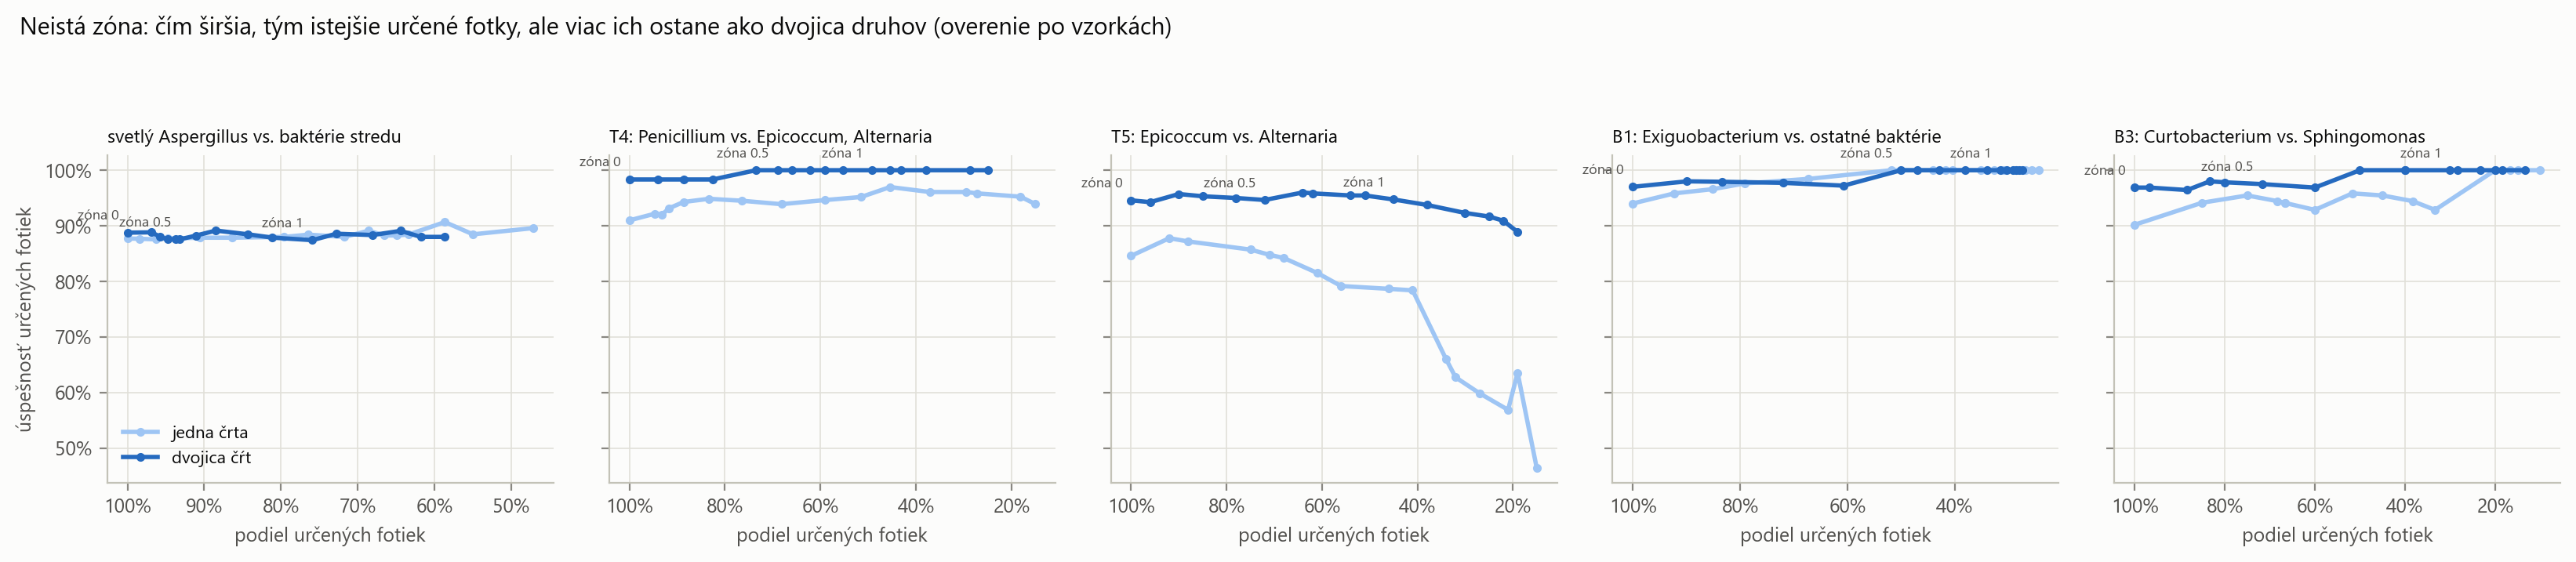 Neistá zóna: čím širšia, tým istejšie určené fotky, ale viac ich ostane ako dvojica druhov (overenie po vzorkách)
svetlý Aspergillus vs. baktérie stredu
úspešnosť určených fotiek
100%
90%
80%
70%
60%
50%
zóna 0
zóna 0.5
zóna 1
jedna črta
dvojica čŕt
100%
90%
80%
70%
60%
50%
podiel určených fotiek
T4: Penicillium vs. Epicoccum, Alternaria
zóna 0
zóna 0.5
zóna 1
100%
80%
60%
40%
20%
podiel určených fotiek
T5: Epicoccum vs. Alternaria
zóna 0
zóna 0.5
zóna 1
100%
80%
60%
40%
20%
podiel určených fotiek
B1: Exiguobacterium vs. ostatné baktérie
zóna 0
zóna 0.5
zóna 1
100%
80%
60%
40%
podiel určených fotiek
B3: Curtobacterium vs. Sphingomonas
zóna 0
zóna 0.5
zóna 1
100%
80%
60%
40%
20%
podiel určených fotiek